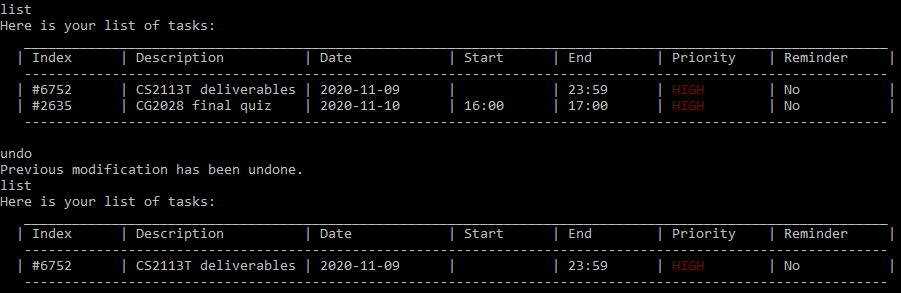 list
Here is your list of tasks:
| Index | Description | Date | Start | End | Priority | Reminder |
| #6752 | CS2113T deliverables | 2020-11-09 | | 23:59 | HIGH | No |
| #2635 | CG2028 final quiz | 2020-11-10 | 16:00 | 17:00 | HIGH | No |
undo
Previous modification has been undone.
list
Here is your list of tasks:
| Index | Description | Date | Start | End | Priority | Reminder |
| #6752 | CS2113T deliverables | 2020-11-09 | | 23:59 | HIGH | No |